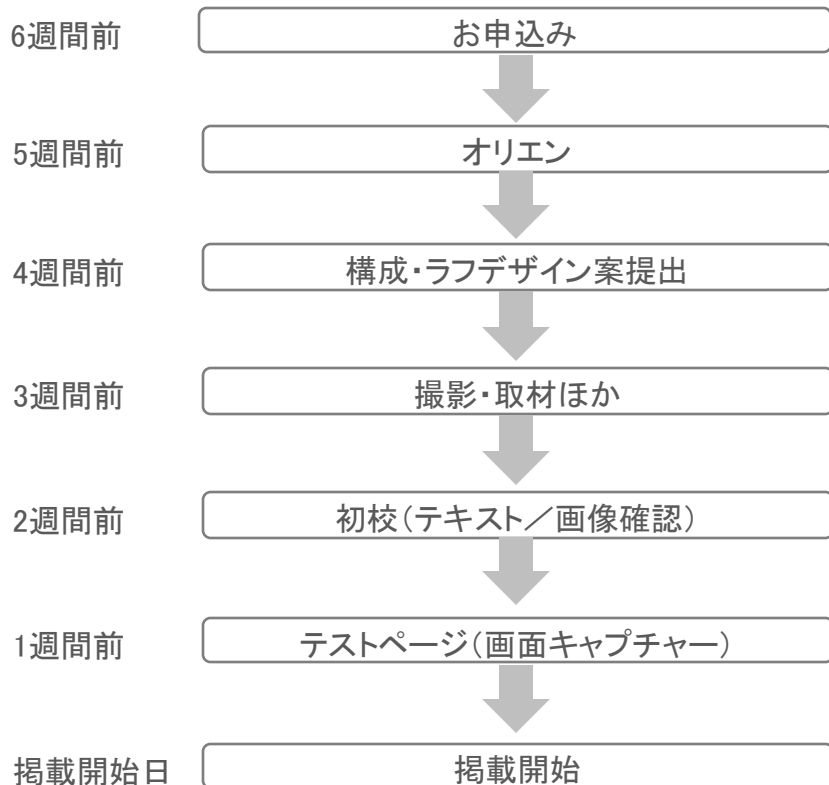 6週間前 お申込み
5週間前 オリエン
4週間前 構成・ラフデザイン案提出
3週間前 撮影・取材ほか
2週間前 初校(テキスト/画像確認)
1週間前 テストページ(画面キャプチャー)
掲載開始日 掲載開始